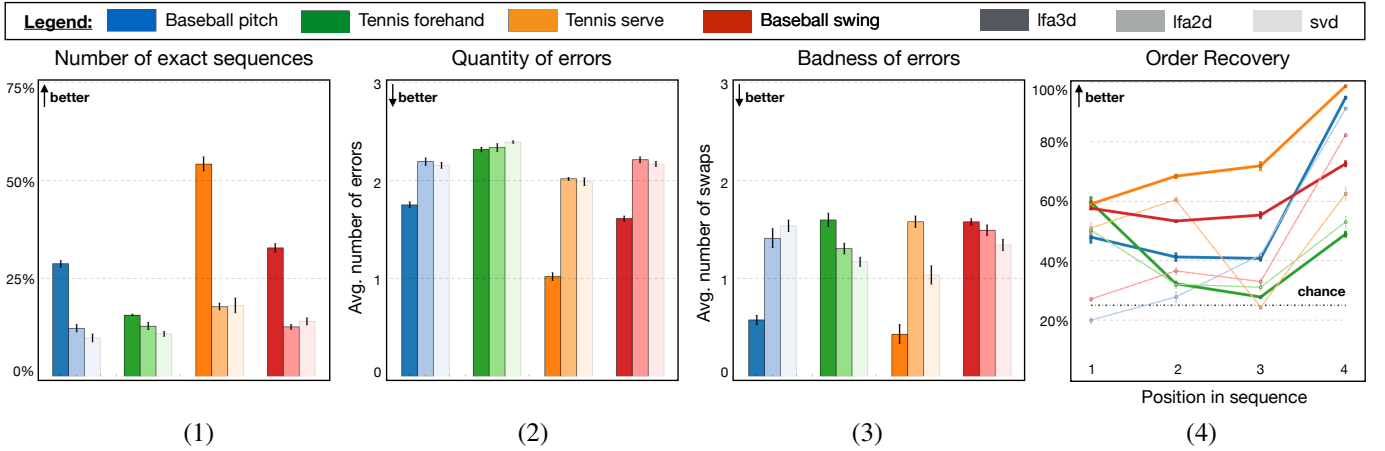 Legend: Baseball pitch Tennis forehand Tennis serve Baseball swing lfa3d lfa2d svd
Number of exact sequences
75%
better
50%
25%
0%
(1)
Quantity of errors
Avg. number of errors
3
better
2
1
0
(2)
Badness of errors
Avg. number of swaps
3
better
2
1
0
(3)
Order Recovery
100%
better
80%
60%
40%
chance
20%
1 2 3 4
Position in sequence
(4)